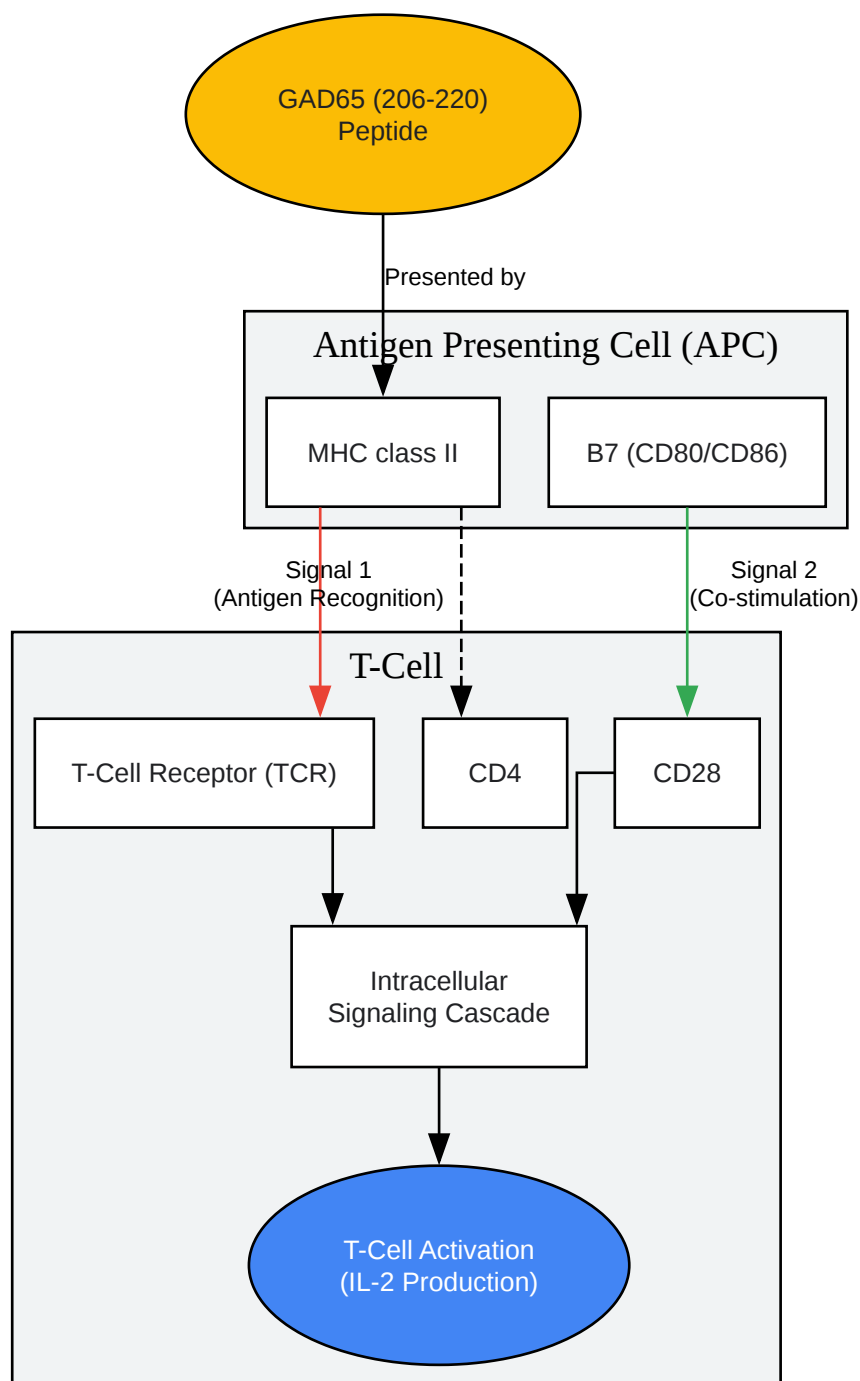 GAD65 (206-220)
Peptide
Presented by
Antigen Presenting Cell (APC)
MHC class II
B7 (CD80/CD86)
Signal 1
(Antigen Recognition)
Signal 2
(Co-stimulation)
T-Cell
T-Cell Receptor (TCR)
CD4
CD28
Intracellular
Signaling Cascade
T-Cell Activation
(IL-2 Production)